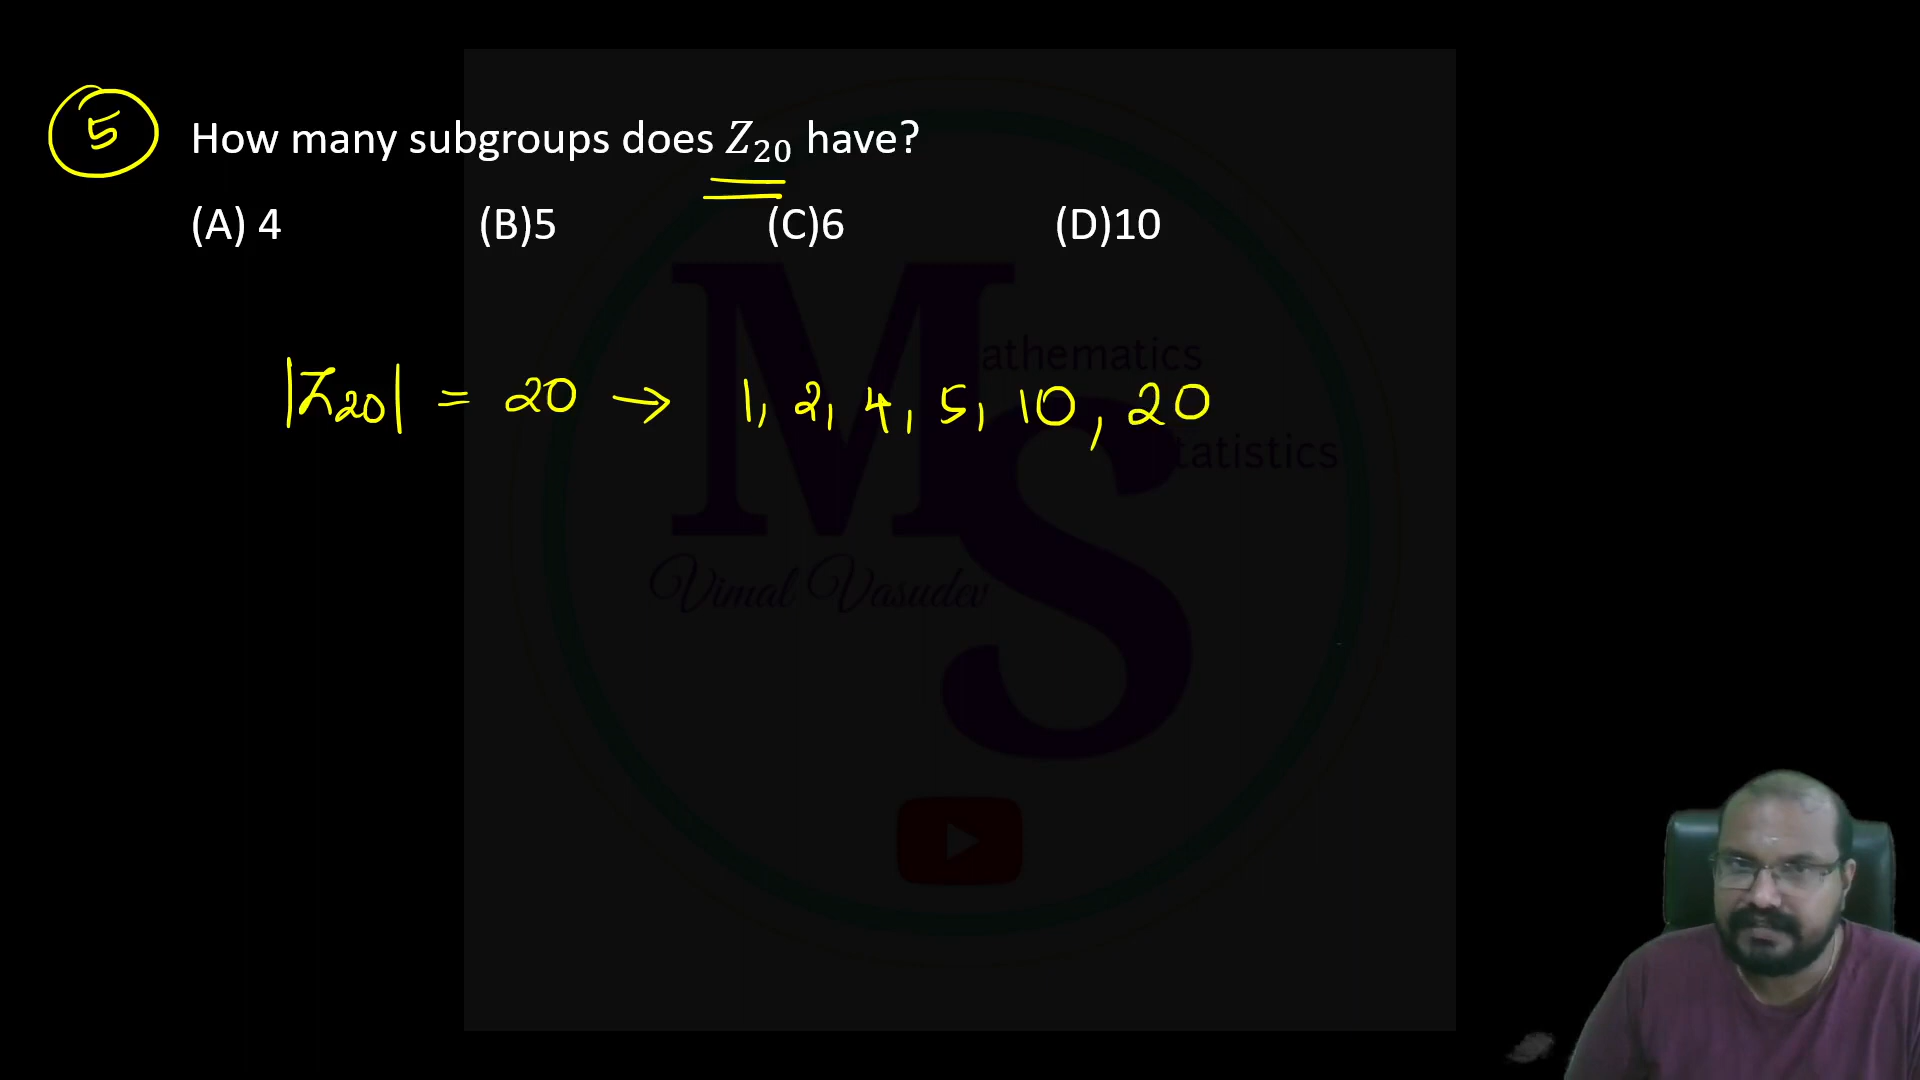 5 How many subgroups does Z₂₀ have?
(A) 4 (B)5 (C)6 (D)10
|Z₂₀| = 20 → 1, 2, 4, 5, 10, 20
M athematics
S tatistics
Vimal Vasudev